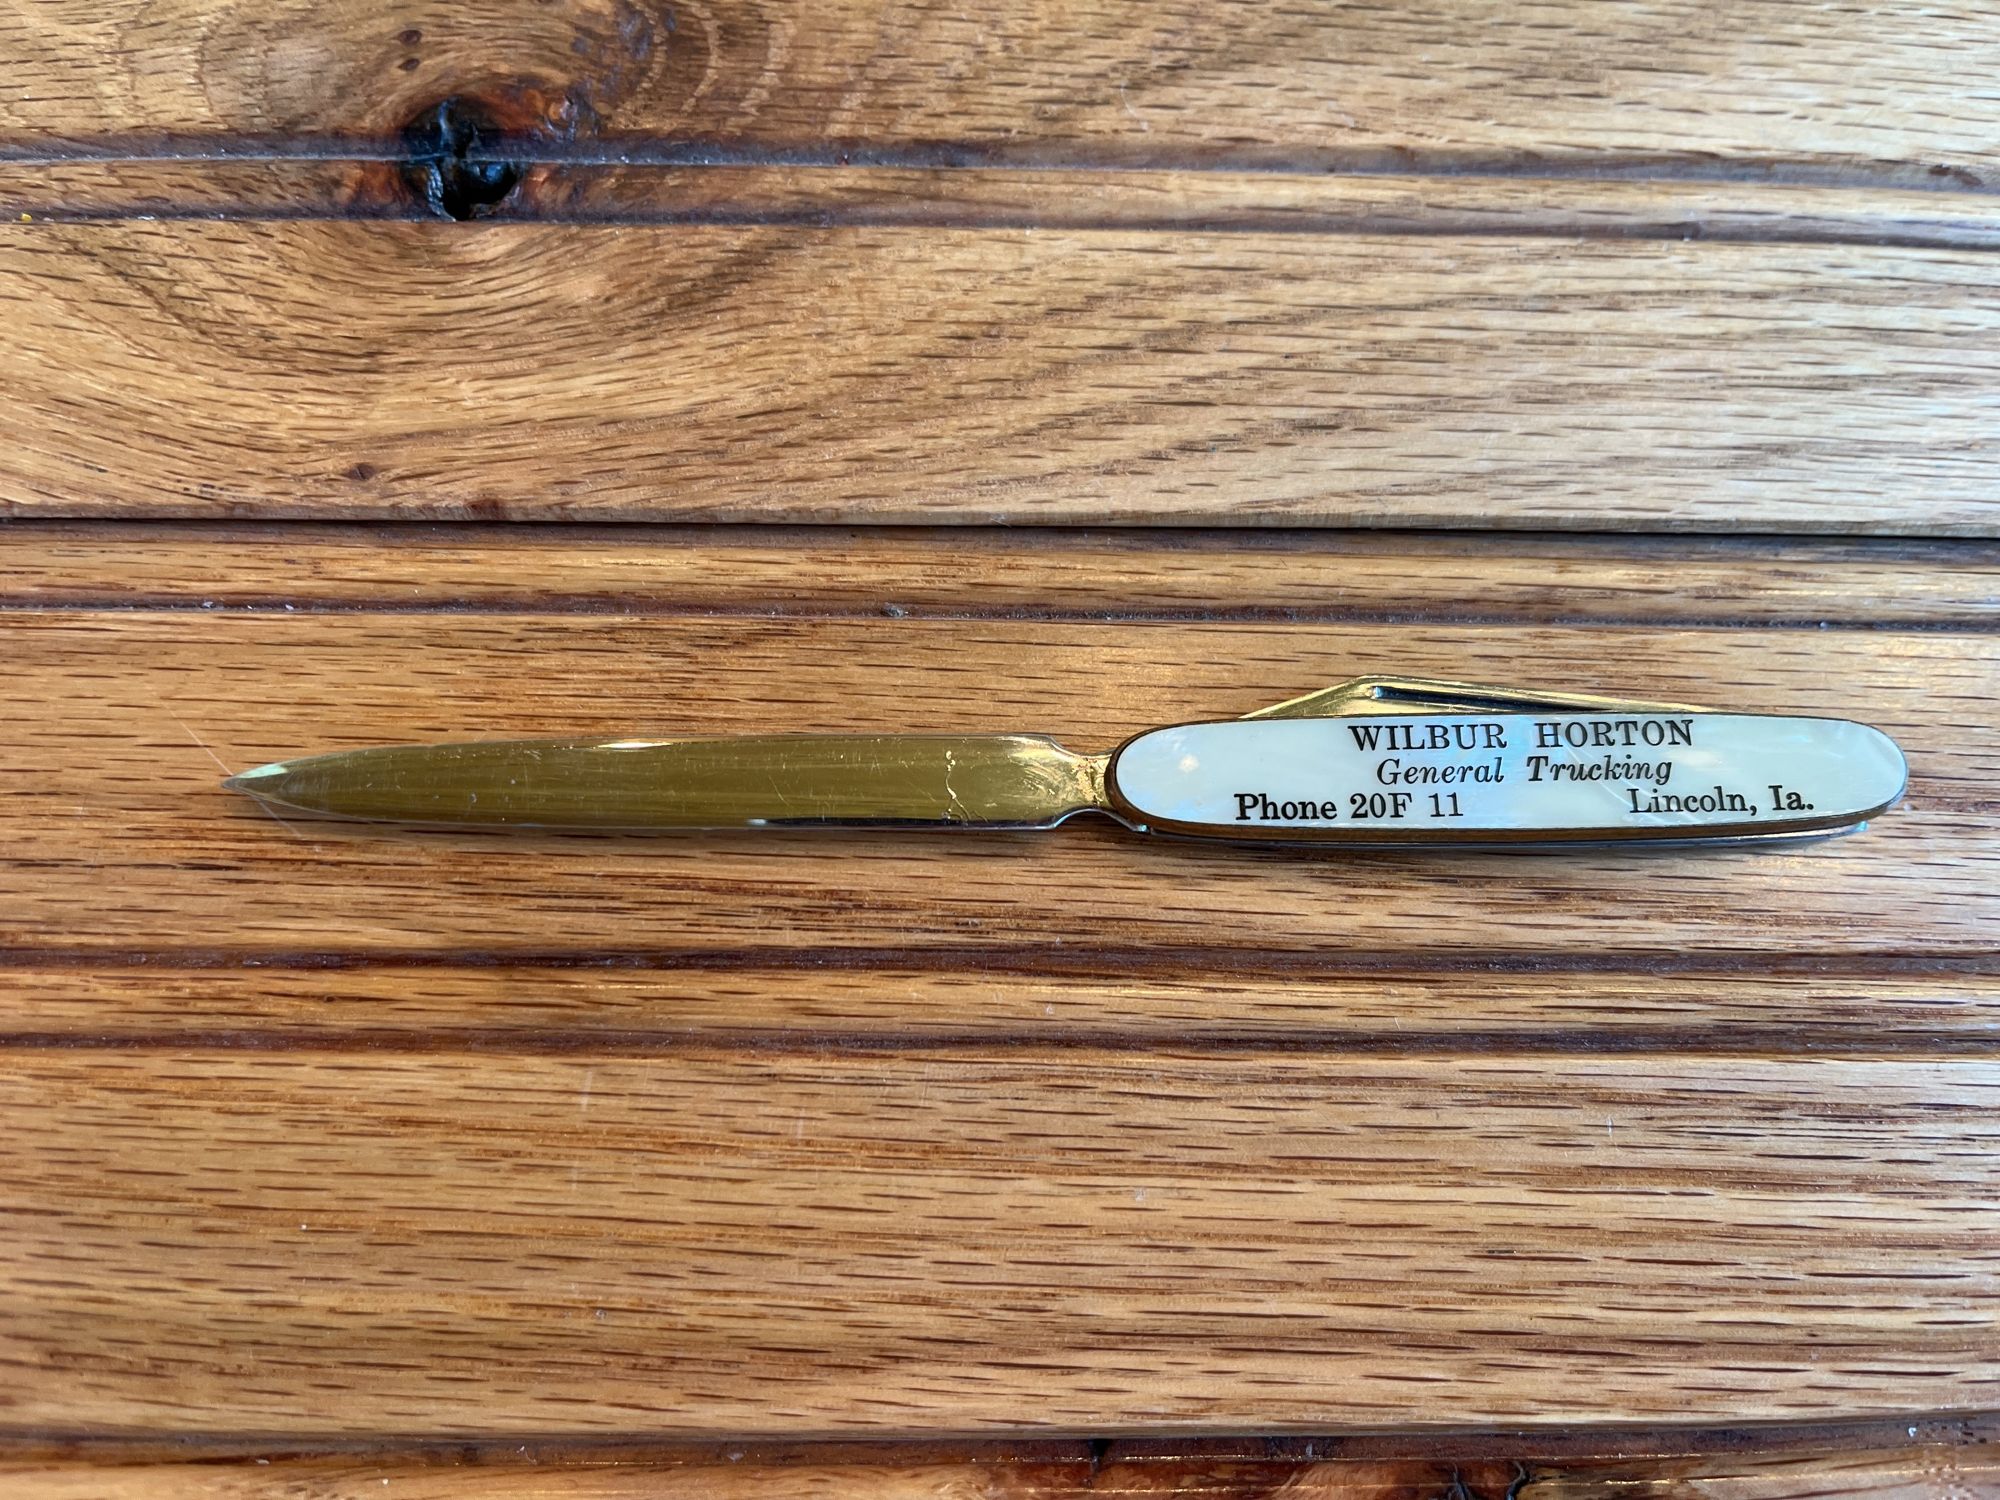 WILBUR HORTON
General Trucking
Phone 20F 11 Lincoln, Ia.